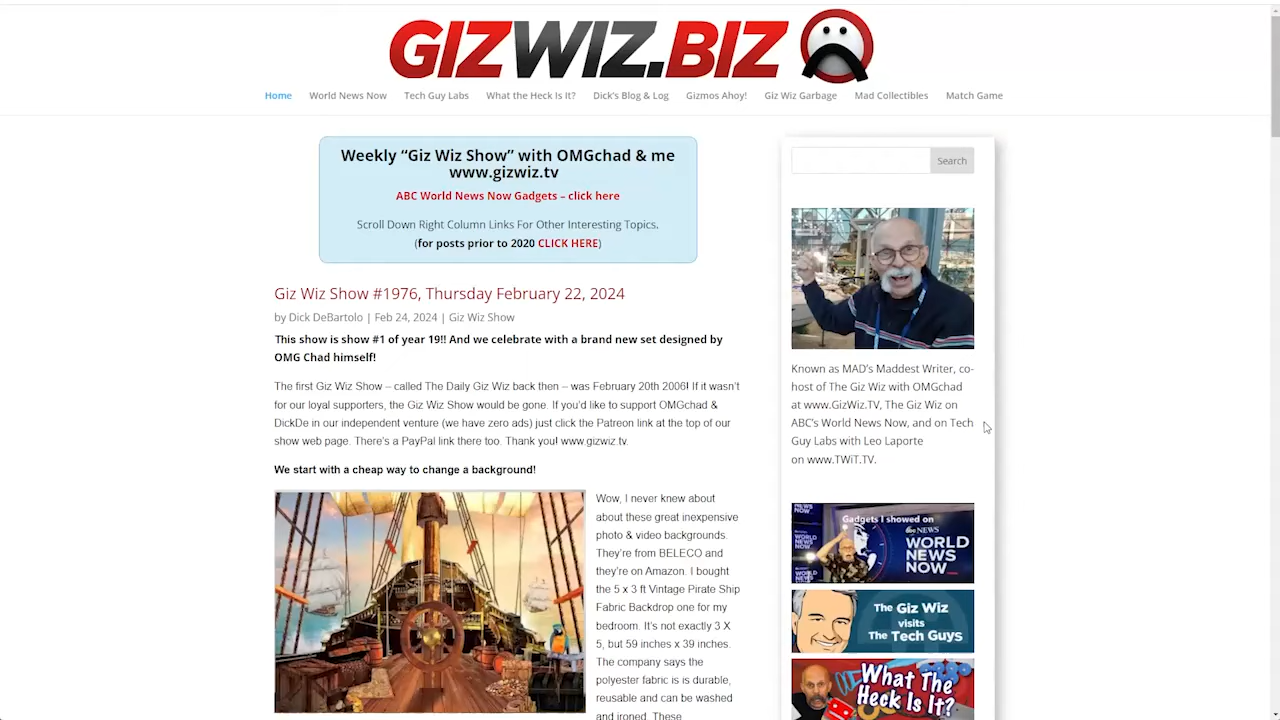 GIZWIZ.BIZ
Home World News Now Tech Guy Labs What the Heck Is It? Dick's Blog & Log Gizmos Ahoy! Giz Wiz Garbage Mad Collectibles Match Game
Weekly “Giz Wiz Show” with OMGchad & me
www.gizwiz.tv
ABC World News Now Gadgets – click here
Scroll Down Right Column Links For Other Interesting Topics.
(for posts prior to 2020 CLICK HERE)
Giz Wiz Show #1976, Thursday February 22, 2024
by Dick DeBartolo | Feb 24, 2024 | Giz Wiz Show
This show is show #1 of year 19!! And we celebrate with a brand new set designed by
OMG Chad himself!
The first Giz Wiz Show – called The Daily Giz Wiz back then – was February 20th 2006! If it wasn't
for our loyal supporters, the Giz Wiz Show would be gone. If you'd like to support OMGchad &
DickDe in our independent venture (we have zero ads) just click the Patreon link at the top of our
show web page. There's a PayPal link there too. Thank you! www.gizwiz.tv.
We start with a cheap way to change a background!
Wow, I never knew about
about these great inexpensive
photo & video backgrounds.
They're from BELECO and
they're on Amazon. I bought
the 5 x 3 ft Vintage Pirate Ship
Fabric Backdrop one for my
bedroom. It's not exactly 3 X
5, but 59 inches x 39 inches.
The company says the
polyester fabric is is durable,
reusable and can be washed
and ironed. These
Search
Known as MAD's Maddest Writer, co-
host of The Giz Wiz with OMGchad
at www.GizWiz.TV, The Giz Wiz on
ABC's World News Now, and on Tech
Guy Labs with Leo Laporte
on www.TWiT.TV.
Gadgets I showed on
abc NEWS
WORLD
NEWS
NOW
The Giz Wiz
visits
The Tech Guys
What The
Heck Is It?